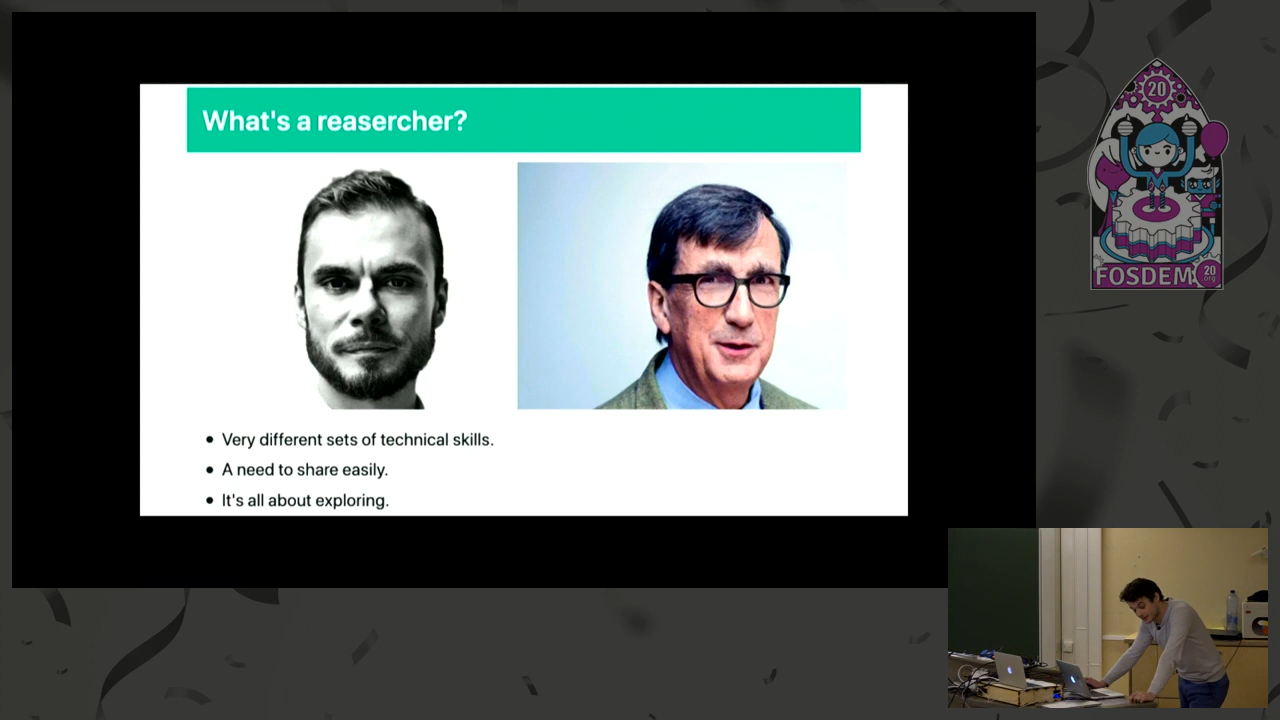 What's a reasercher?
Very different sets of technical skills.
A need to share easily.
It's all about exploring.
20
FOSDEM
20
org